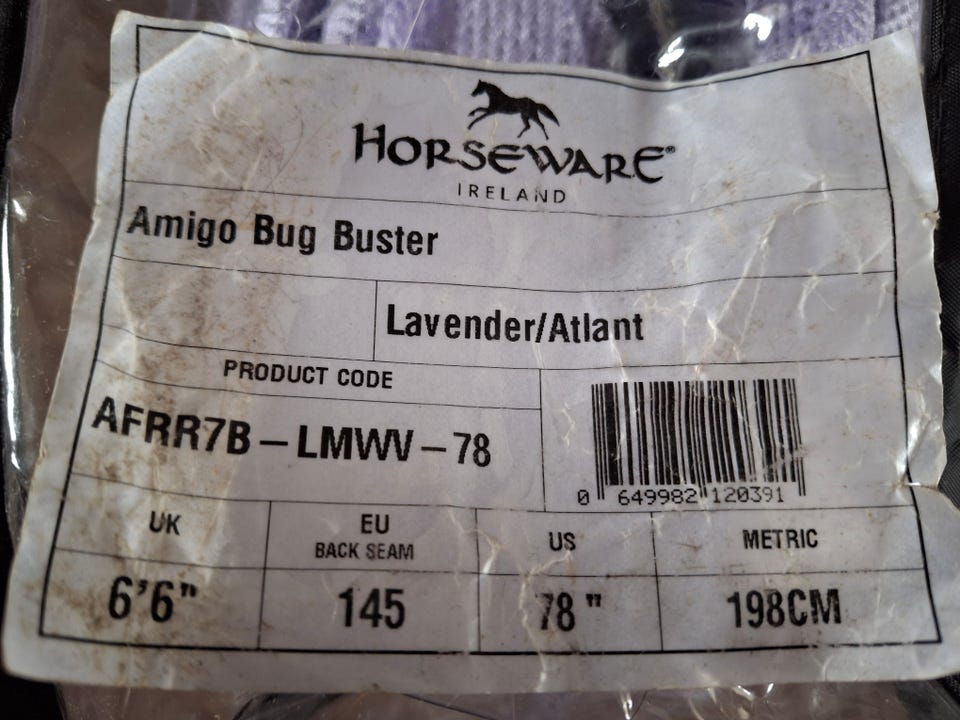 HORSEWARE®
IRELAND
Amigo Bug Buster
Lavender/Atlant
PRODUCT CODE
AFRR7B-LMWV-78
0 649982 120391
UK
EU
BACK SEAM
US
METRIC
6'6"
145
78"
198CM